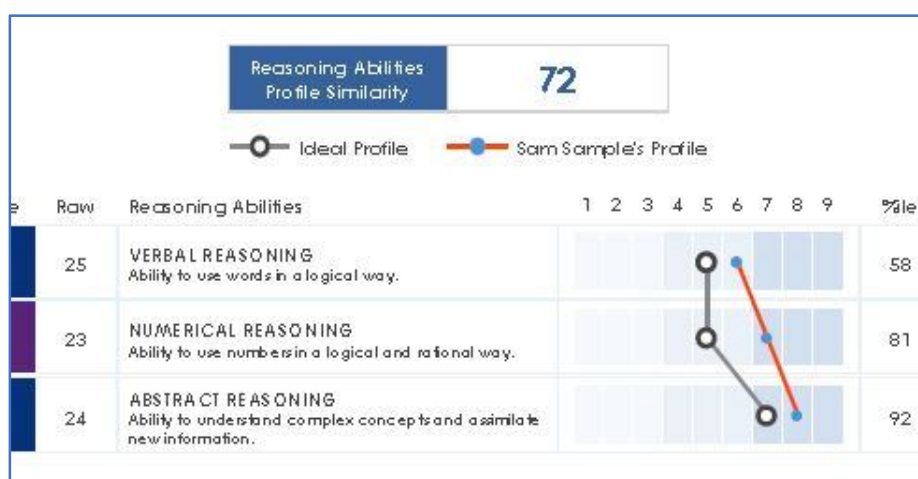 Reasoning Abilities
Profile Similarity
72
Ideal Profile
Sam Sample's Profile
e Raw Reasoning Abilities 1 2 3 4 5 6 7 8 9 %ile
25 VERBAL REASONING 58
Ability to use words in a logical way.
23 NUMERICAL REASONING 81
Ability to use numbers in a logical and rational way.
24 ABSTRACT REASONING 92
Ability to understand complex concepts and assimilate
new information.